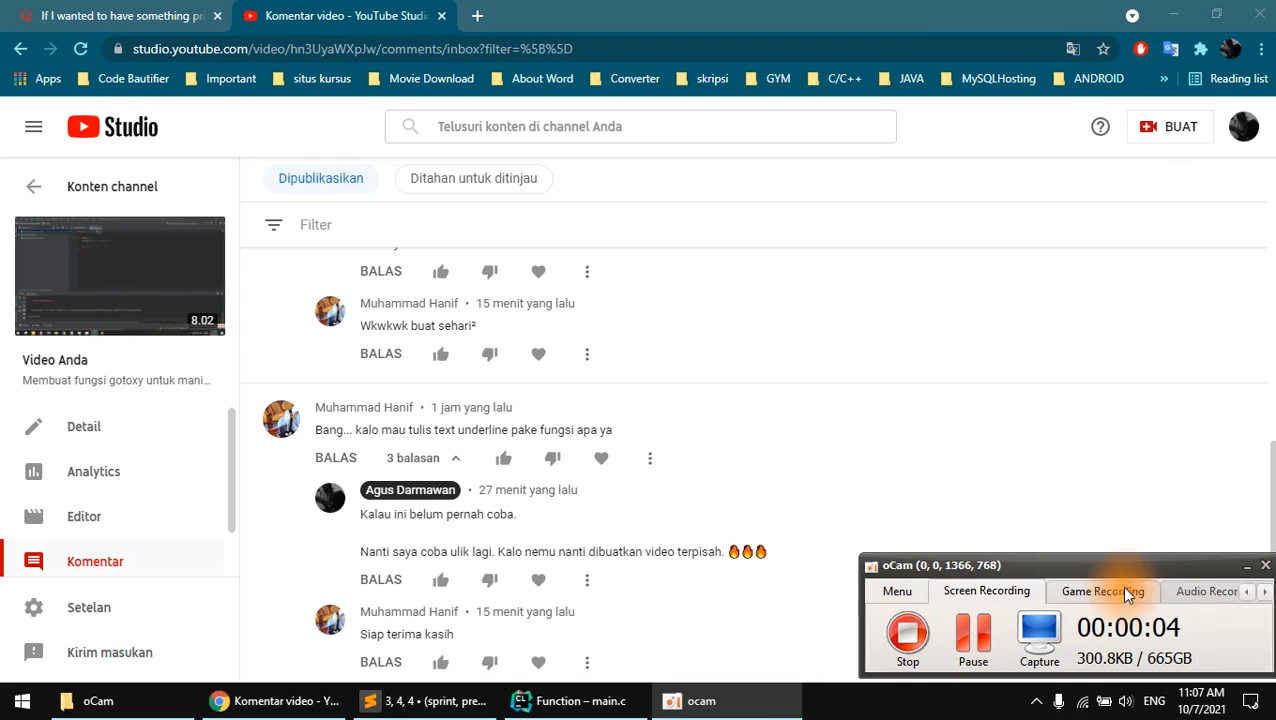 If I want to have something pr
Komentar video - YouTube Studi
studio.youtube.com/video/hn3UyaWXpJw/comments/inbox?filter=%5B%5D
Apps Code Bautifier Important situs kursus Movie Download About Word Converter skripsi GYM C/C++ JAVA MySQLHosting ANDROID » Reading list
Studio
Telusuri konten di channel Anda
BUAT
Konten channel
Dipublikasikan
Ditahan untuk ditinjau
Filter
8.02
Video Anda
Membuat fungsi gotoxy untuk mani...
Detail
Analytics
Editor
Komentar
Setelan
Kirim masukan
BALAS
Muhammad Hanif • 15 menit yang lalu
Wkwkwk buat sehari²
BALAS
Muhammad Hanif • 1 jam yang lalu
Bang... kalo mau tulis text underline pake fungsi apa ya
BALAS 3 balasan
Agus Darmawan • 27 menit yang lalu
Kalau ini belum pernah coba.
Nanti saya coba ulik lagi. Kalo nemu nanti dibuatkan video terpisah. 🔥🔥🔥
BALAS
Muhammad Hanif • 15 menit yang lalu
Siap terima kasih
BALAS
oCam (0, 0, 1366, 768)
Menu Screen Recording Game Recording Audio Recor
00:00:04
300.8KB / 665GB
Stop Pause Capture
oCam
Komentar video - Y...
3, 4, 4 • (sprint, pre...
Function – main.c
ocam
ENG
11:07 AM
10/7/2021